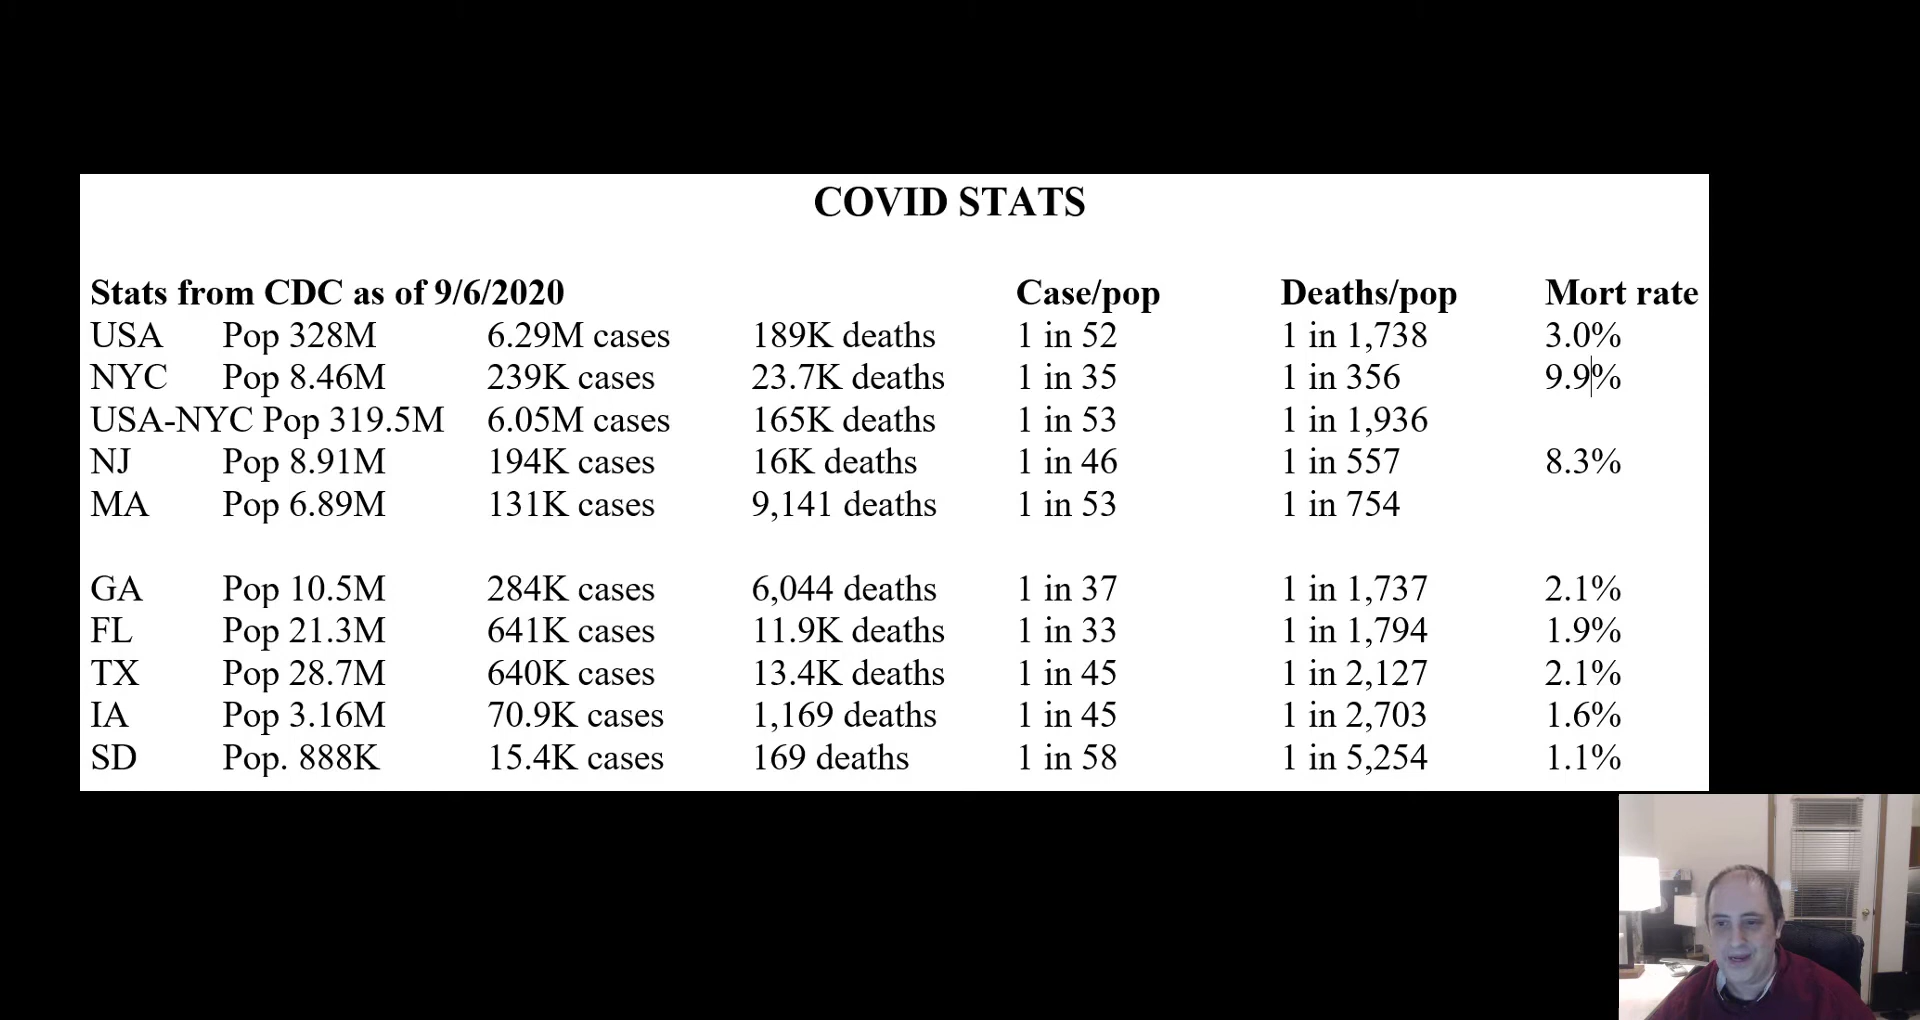 COVID STATS
Stats from CDC as of 9/6/2020 Case/pop Deaths/pop Mort rate
USA Pop 328M 6.29M cases 189K deaths 1 in 52 1 in 1,738 3.0%
NYC Pop 8.46M 239K cases 23.7K deaths 1 in 35 1 in 356 9.9%
USA-NYC Pop 319.5M 6.05M cases 165K deaths 1 in 53 1 in 1,936
NJ Pop 8.91M 194K cases 16K deaths 1 in 46 1 in 557 8.3%
MA Pop 6.89M 131K cases 9,141 deaths 1 in 53 1 in 754
GA Pop 10.5M 284K cases 6,044 deaths 1 in 37 1 in 1,737 2.1%
FL Pop 21.3M 641K cases 11.9K deaths 1 in 33 1 in 1,794 1.9%
TX Pop 28.7M 640K cases 13.4K deaths 1 in 45 1 in 2,127 2.1%
IA Pop 3.16M 70.9K cases 1,169 deaths 1 in 45 1 in 2,703 1.6%
SD Pop. 888K 15.4K cases 169 deaths 1 in 58 1 in 5,254 1.1%